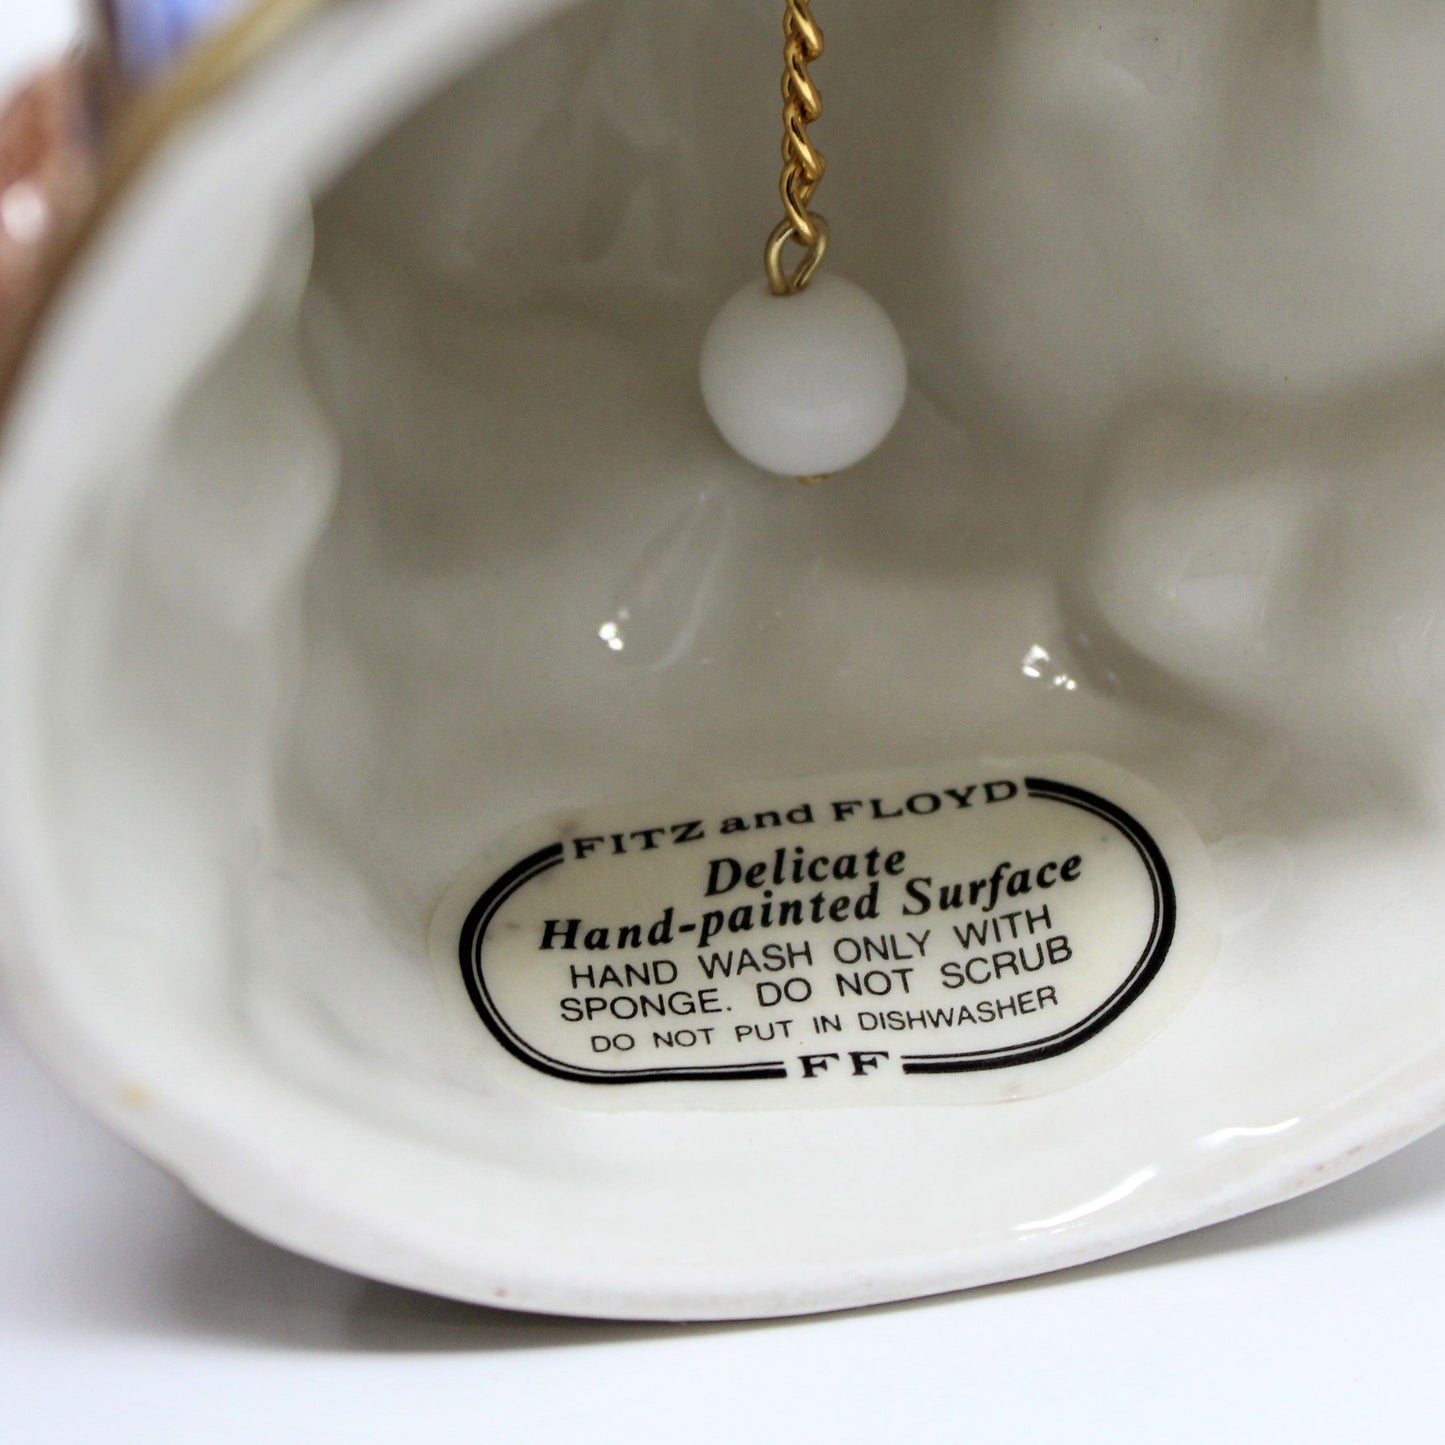 FITZ and FLOYD
Delicate
Hand-painted Surface
HAND WASH ONLY WITH
SPONGE. DO NOT SCRUB
DO NOT PUT IN DISHWASHER
FF